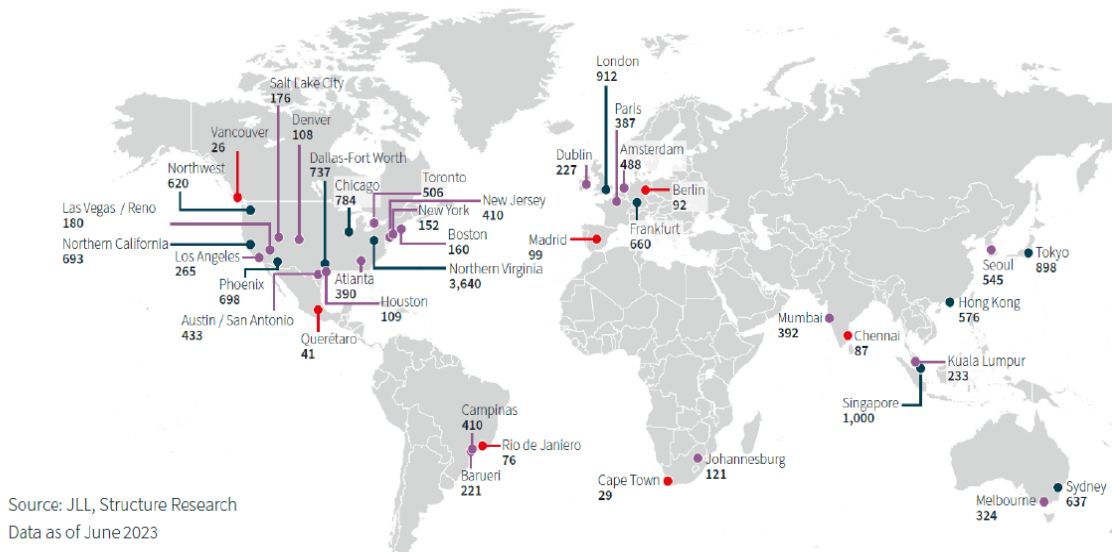 Salt Lake City
176
Denver
108
Vancouver
26
Dallas-Fort Worth
737
Northwest
620
Chicago
784
Toronto
506
New Jersey
410
Las Vegas / Reno
180
New York
152
Boston
160
Northern California
693
Los Angeles
265
Northern Virginia
3,640
Phoenix
698
Atlanta
390
Houston
109
Austin / San Antonio
433
Querétaro
41
Campinas
410
Rio de Janiero
76
Barueri
221
London
912
Paris
387
Dublin
227
Amsterdam
488
Berlin
92
Frankfurt
660
Madrid
99
Cape Town
29
Johannesburg
121
Seoul
545
Tokyo
898
Hong Kong
576
Mumbai
392
Chennai
87
Kuala Lumpur
233
Singapore
1,000
Sydney
637
Melbourne
324
Source: JLL, Structure Research
Data as of June 2023